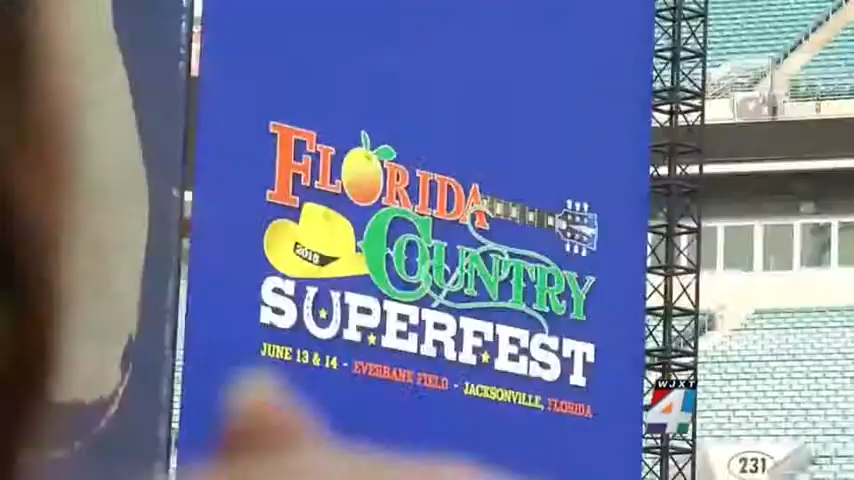 FLORIDA
2015
COUNTRY
SUPERFEST
JUNE 13 & 14 - EVERBANK FIELD - JACKSONVILLE, FLORIDA
WJXT
4
231